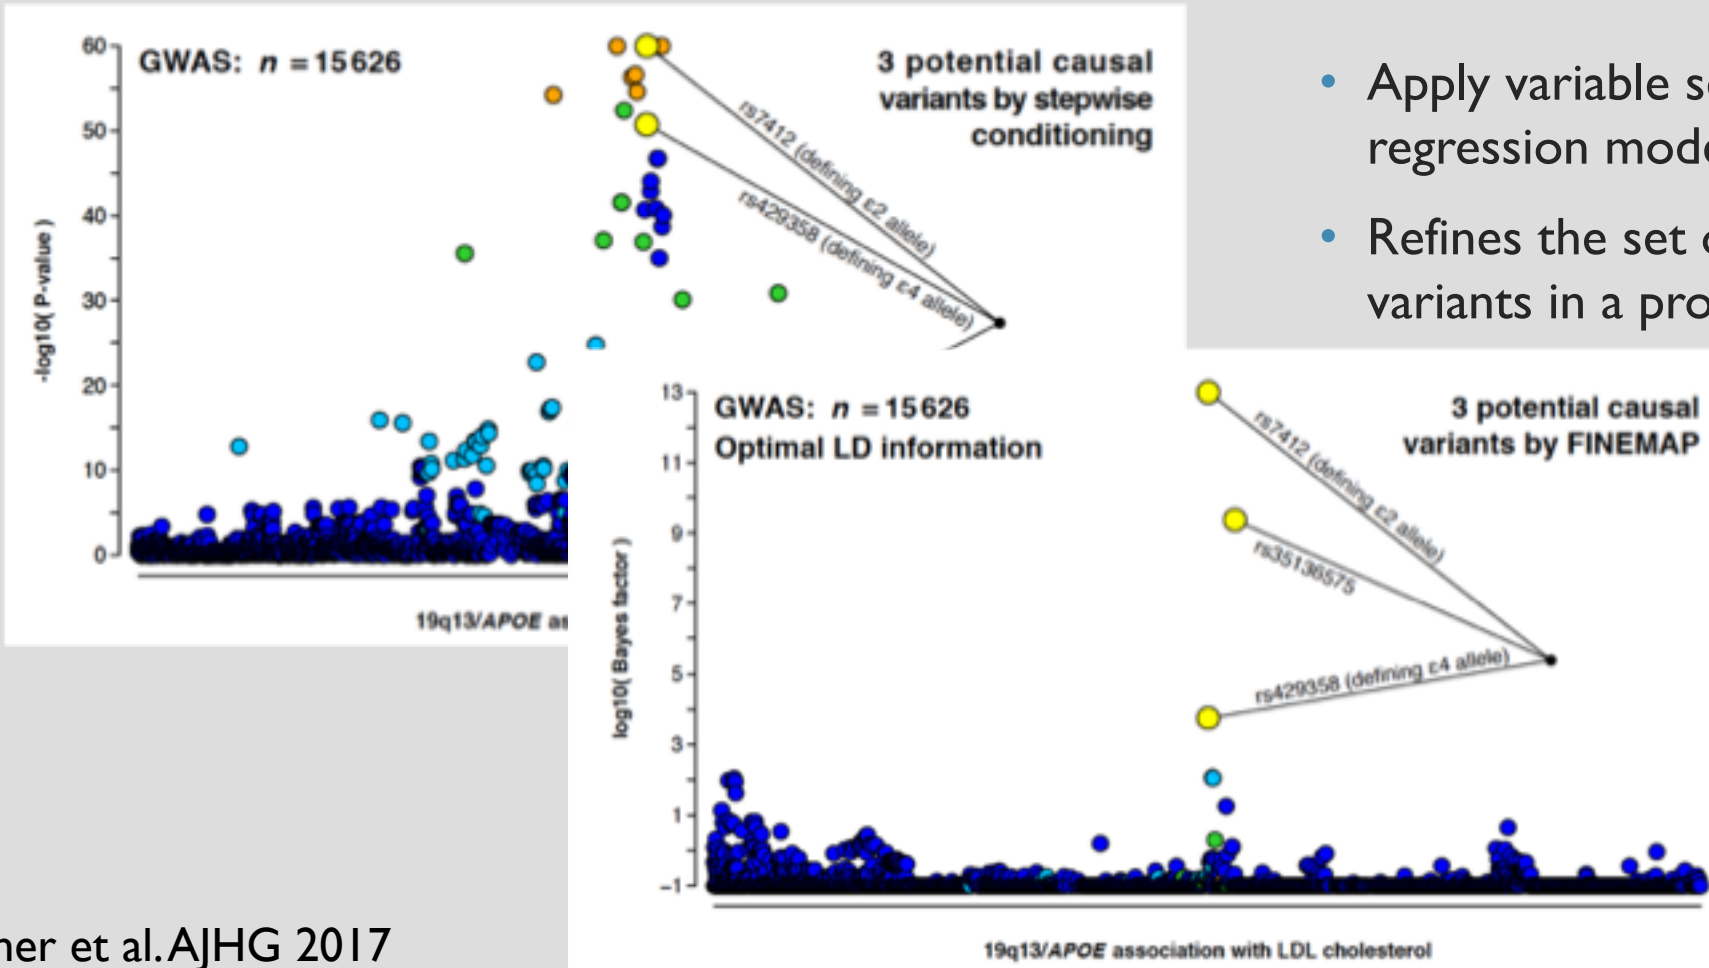 GWAS: n = 15626
3 potential causal
variants by stepwise
conditioning
60
50
40
30
20
10
0
-log10( P-value )
rs7412 (defining ε2 allele)
rs429358 (defining ε4 allele)
19q13/APOE as
• Apply variable s
regression mod
• Refines the set
variants in a pro
GWAS: n = 15626
Optimal LD information
3 potential causal
variants by FINEMAP
13
11
9
7
5
3
1
−1
log10( Bayes factor )
rs7412 (defining ε2 allele)
rs35136575
rs429358 (defining ε4 allele)
19q13/APOE association with LDL cholesterol
ner et al. AJHG 2017